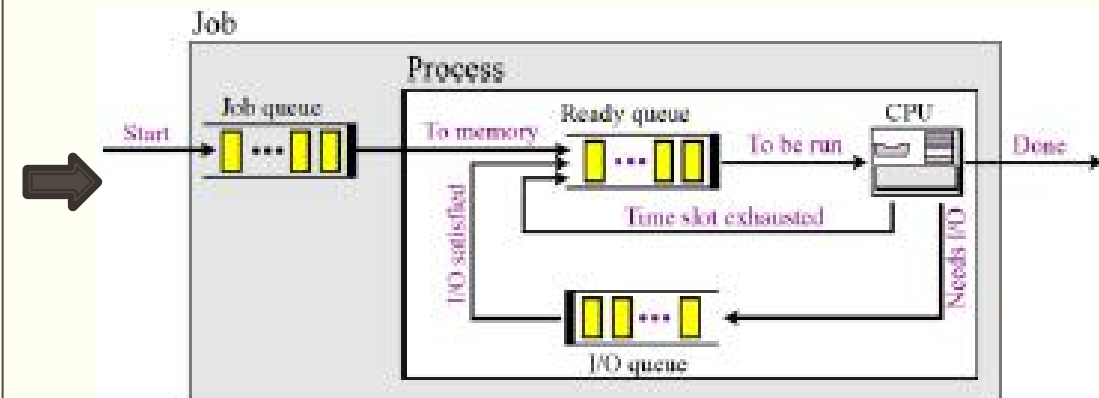 Job
Process
Job queue
Ready queue
CPU
Start
To memory
To be run
Done
Time slot exhausted
I/O satisfied
Needs I/O
I/O queue